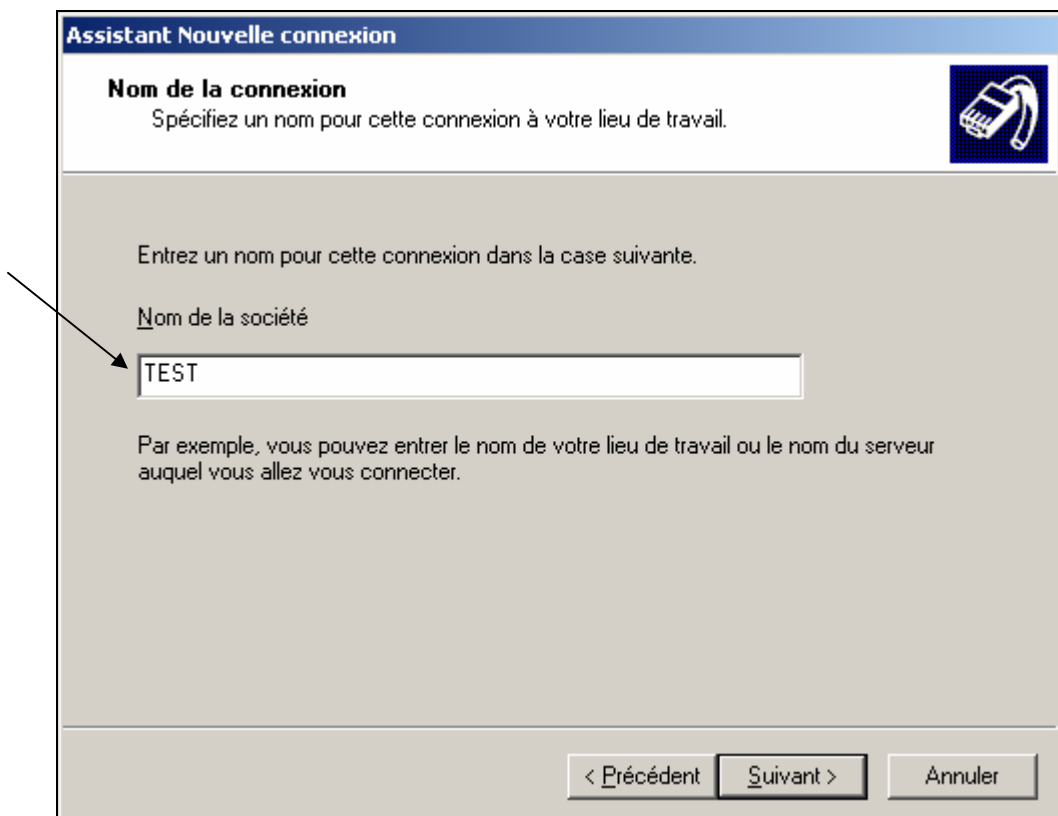 Assistant Nouvelle connexion
Nom de la connexion
Spécifiez un nom pour cette connexion à votre lieu de travail.
Entrez un nom pour cette connexion dans la case suivante.
Nom de la société
TEST
Par exemple, vous pouvez entrer le nom de votre lieu de travail ou le nom du serveur
auquel vous allez vous connecter.
< Précédent Suivant > Annuler